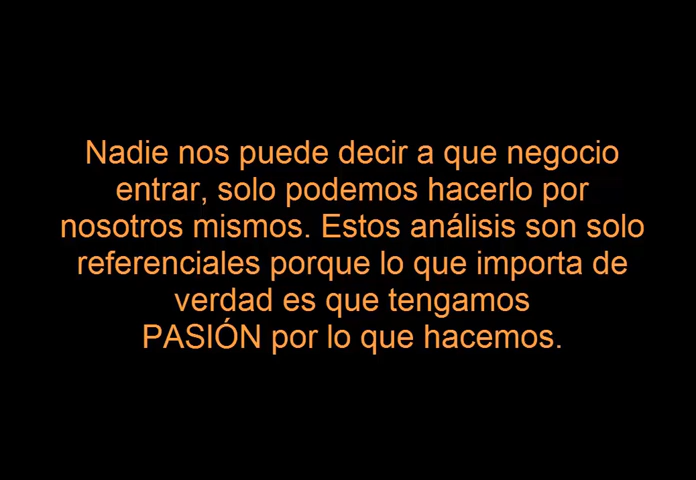 Nadie nos puede decir a que negocio
entrar, solo podemos hacerlo por
nosotros mismos. Estos análisis son solo
referenciales porque lo que importa de
verdad es que tengamos
PASIÓN por lo que hacemos.